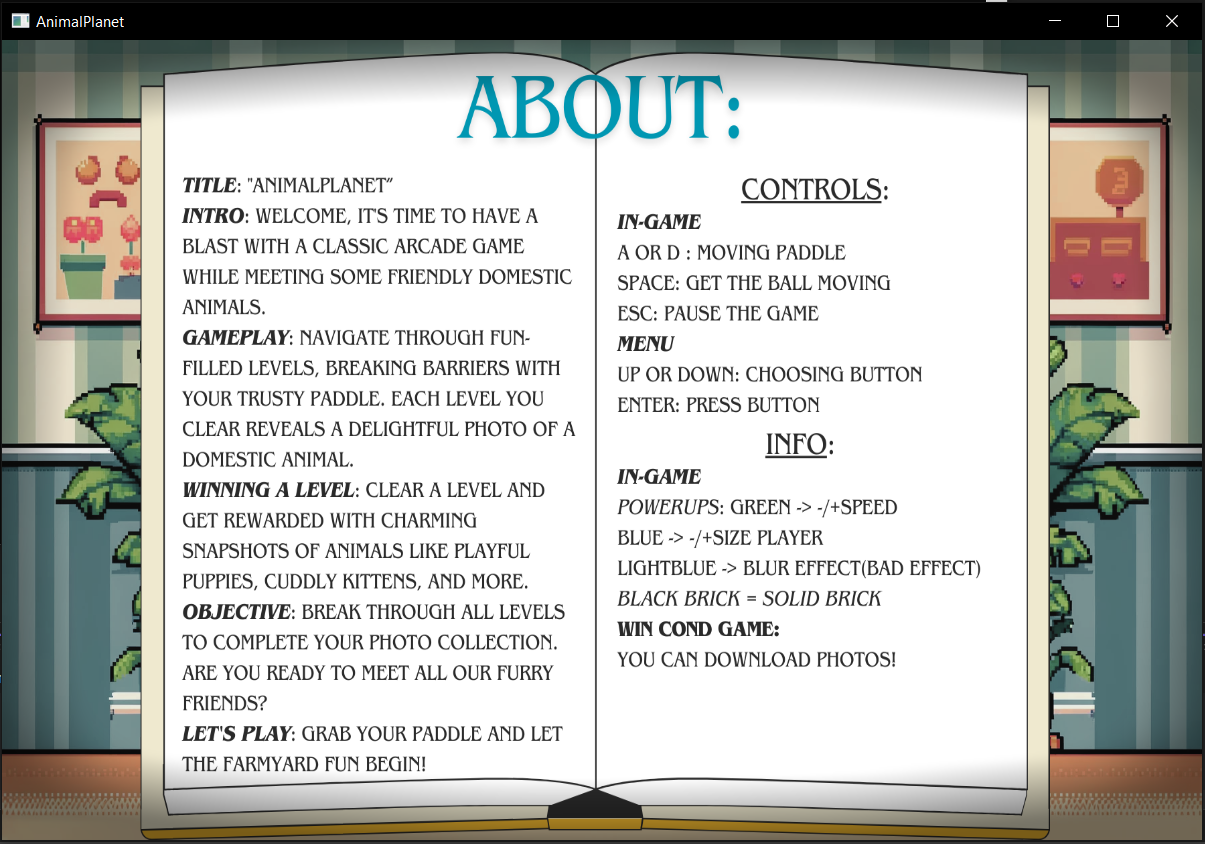 AnimalPlanet
ABOUT:
TITLE: "ANIMALPLANET”
INTRO: WELCOME, IT'S TIME TO HAVE A
BLAST WITH A CLASSIC ARCADE GAME
WHILE MEETING SOME FRIENDLY DOMESTIC
ANIMALS.
GAMEPLAY: NAVIGATE THROUGH FUN-
FILLED LEVELS, BREAKING BARRIERS WITH
YOUR TRUSTY PADDLE. EACH LEVEL YOU
CLEAR REVEALS A DELIGHTFUL PHOTO OF A
DOMESTIC ANIMAL.
WINNING A LEVEL: CLEAR A LEVEL AND
GET REWARDED WITH CHARMING
SNAPSHOTS OF ANIMALS LIKE PLAYFUL
PUPPIES, CUDDLY KITTENS, AND MORE.
OBJECTIVE: BREAK THROUGH ALL LEVELS
TO COMPLETE YOUR PHOTO COLLECTION.
ARE YOU READY TO MEET ALL OUR FURRY
FRIENDS?
LET'S PLAY: GRAB YOUR PADDLE AND LET
THE FARMYARD FUN BEGIN!
CONTROLS:
IN-GAME
A OR D : MOVING PADDLE
SPACE: GET THE BALL MOVING
ESC: PAUSE THE GAME
MENU
UP OR DOWN: CHOOSING BUTTON
ENTER: PRESS BUTTON
INFO:
IN-GAME
POWERUPS: GREEN -> -/+SPEED
BLUE -> -/+SIZE PLAYER
LIGHTBLUE -> BLUR EFFECT(BAD EFFECT)
BLACK BRICK = SOLID BRICK
WIN COND GAME:
YOU CAN DOWNLOAD PHOTOS!